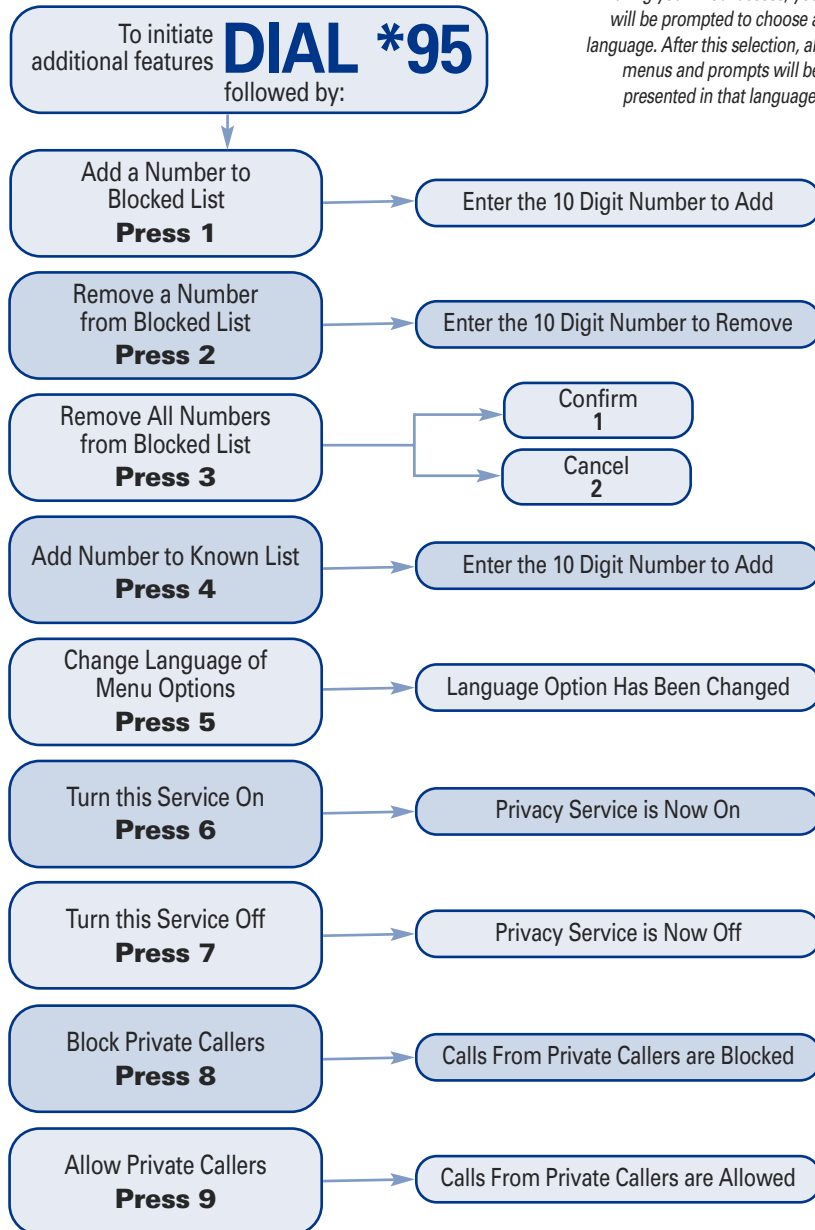 To initiate
additional features DIAL *95
followed by:
will be prompted to choose
language. After this selection,
menus and prompts will be
presented in that language
Add a Number to
Blocked List
Press 1
Enter the 10 Digit Number to Add
Remove a Number
from Blocked List
Press 2
Enter the 10 Digit Number to Remove
Remove All Numbers
from Blocked List
Press 3
Confirm
1
Cancel
2
Add Number to Known List
Press 4
Enter the 10 Digit Number to Add
Change Language of
Menu Options
Press 5
Language Option Has Been Changed
Turn this Service On
Press 6
Privacy Service is Now On
Turn this Service Off
Press 7
Privacy Service is Now Off
Block Private Callers
Press 8
Calls From Private Callers are Blocked
Allow Private Callers
Press 9
Calls From Private Callers are Allowed